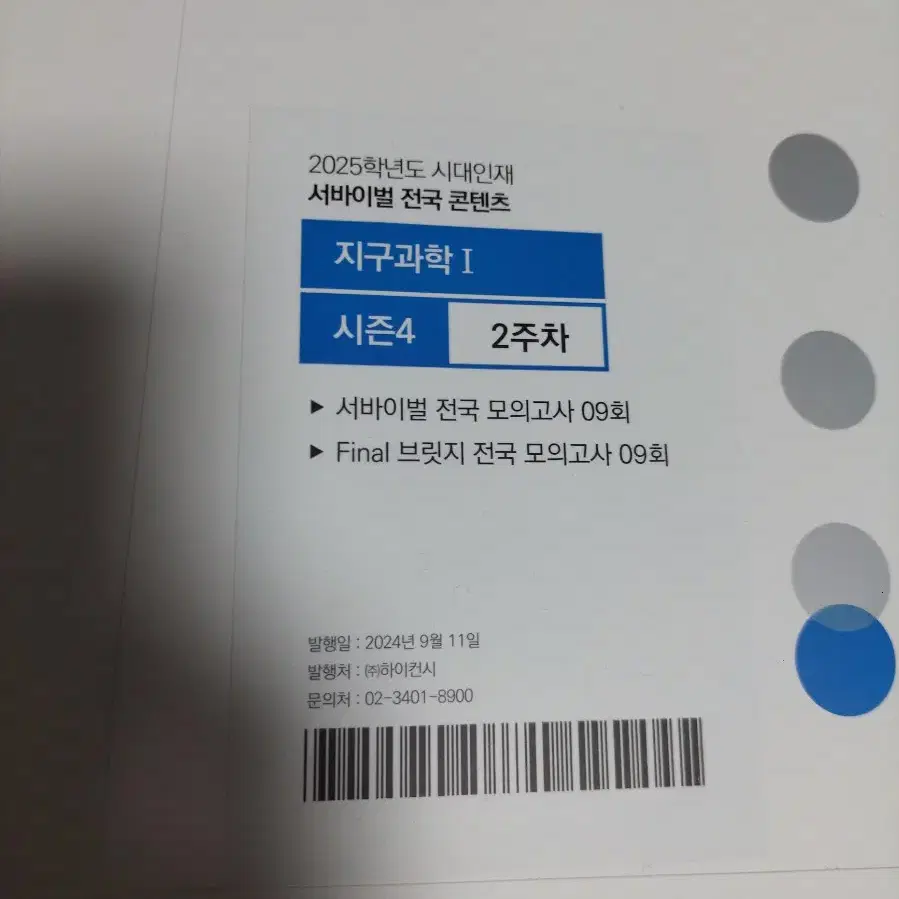 2025학년도 시대인재
서바이벌 전국 콘텐츠
지구과학 I
시즌4 2주차
▶ 서바이벌 전국 모의고사 09회
▶ Final 브릿지 전국 모의고사 09회
발행일 : 2024년 9월 11일
발행처 : ㈜하이컨시
문의처 : 02-3401-8900